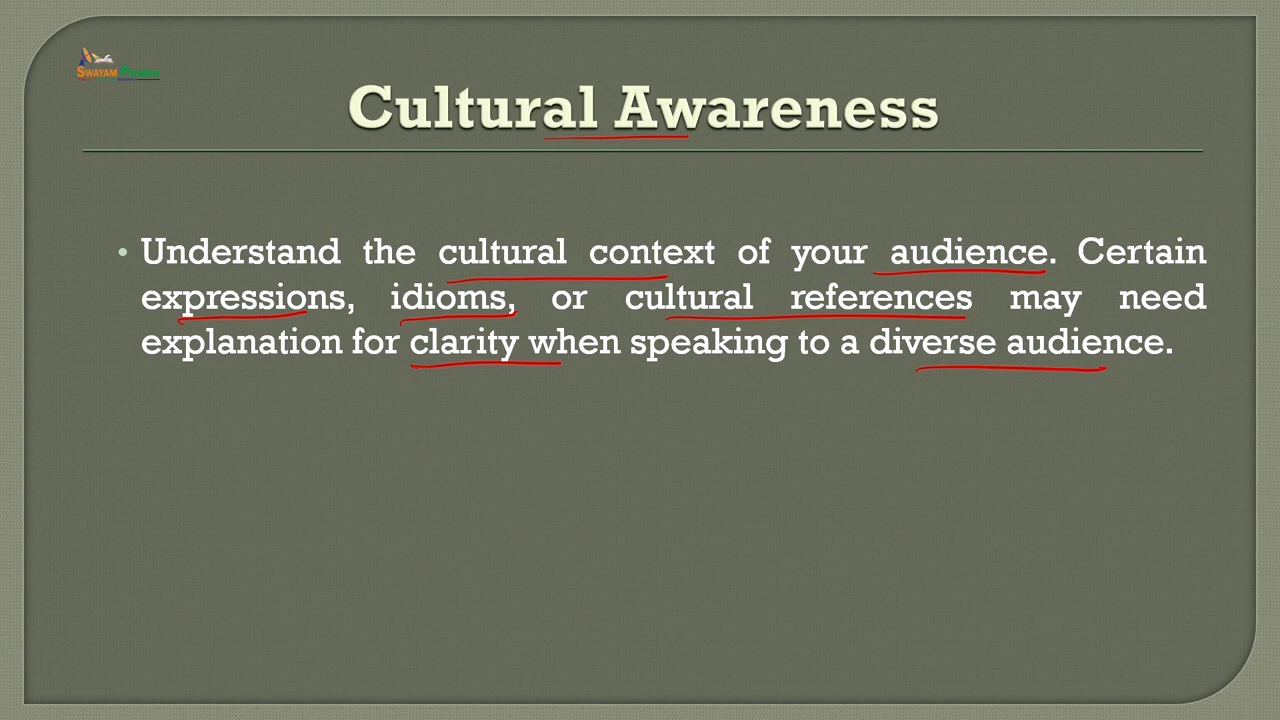 SWAYAM PRABHA
Cultural Awareness
• Understand the cultural context of your audience. Certain
expressions, idioms, or cultural references may need
explanation for clarity when speaking to a diverse audience.